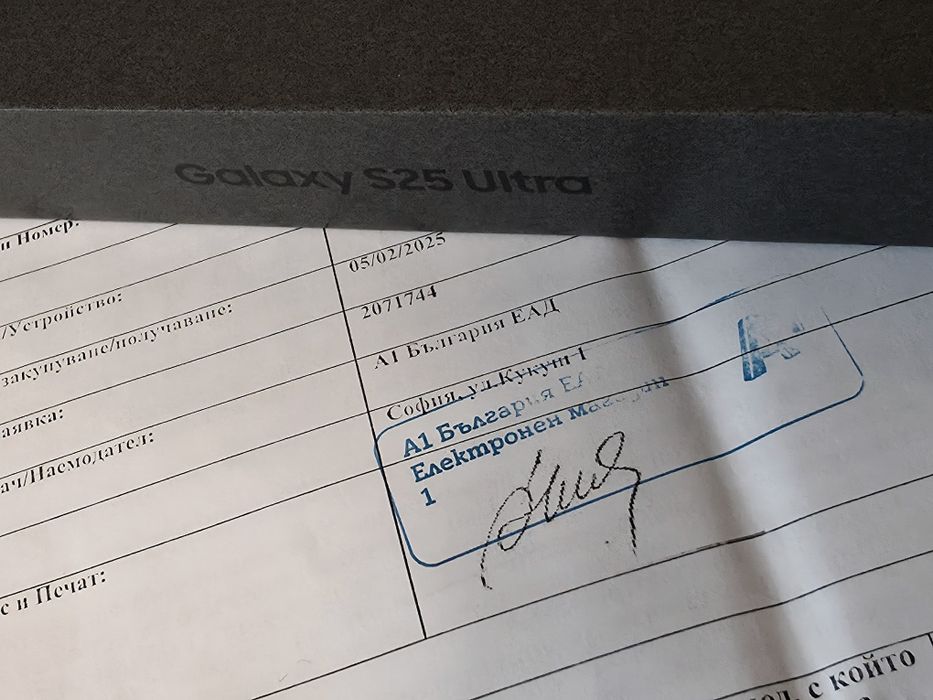 Galaxy S25 Ultra
и Номер:
/Устройство:
05/02/2025
закупуване/получаване:
2071744
аявка:
А1 България ЕАД
ач/Наемодател:
София, ул.Кукуш 1
А1 България ЕА
Електронен магазин
1
с и Печат:
с който